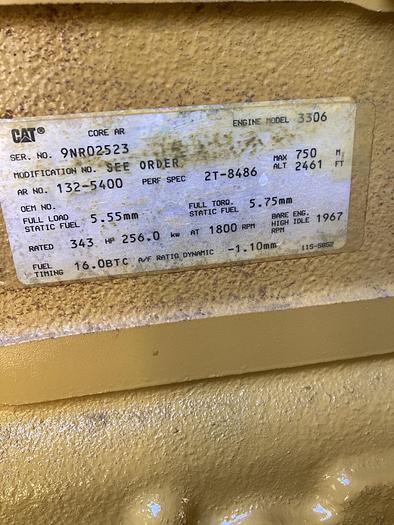 CAT® CORE AR ENGINE MODEL 3306
SER. NO. 9NR02523
MODIFICATION NO. SEE ORDER MAX ALT 750 M 2461 FT
AR NO. 132-5400 PERF SPEC 2T-8486
OEM NO.
FULL LOAD STATIC FUEL 5.55mm FULL TORQ. STATIC FUEL 5.75mm
RATED 343 HP 256.0 kw AT 1800 RPM BARE ENG. HIGH IDLE RPM 1967
FUEL TIMING 16.0BTC A/F RATIO DYNAMIC -1.10mm 115-5852